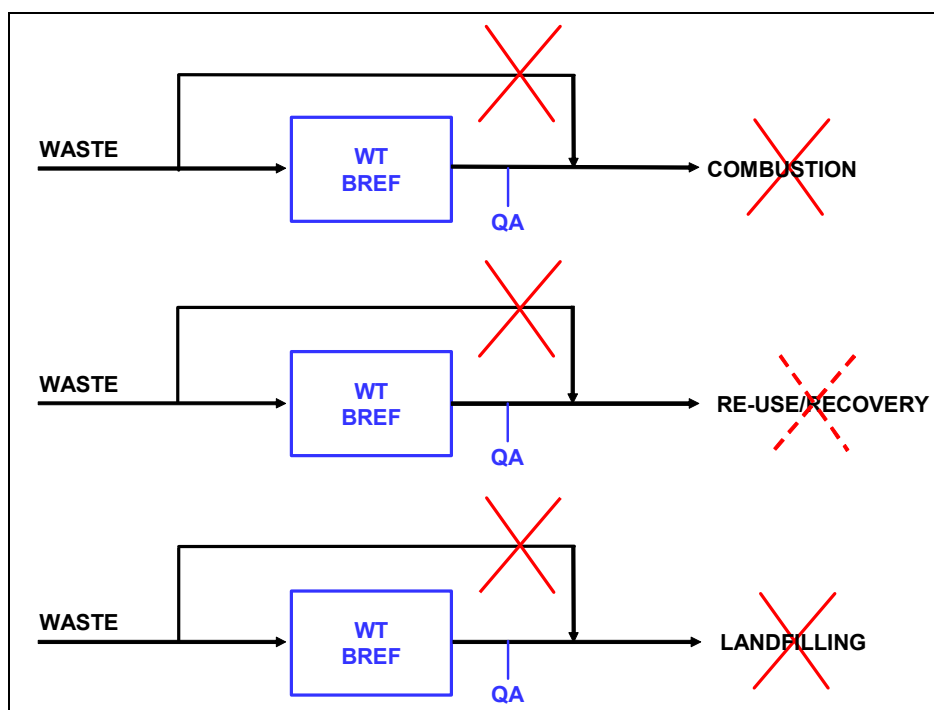 WASTE
WT
BREF
QA
COMBUSTION
WASTE
WT
BREF
QA
RE-USE/RECOVERY
WASTE
WT
BREF
QA
LANDFILLING